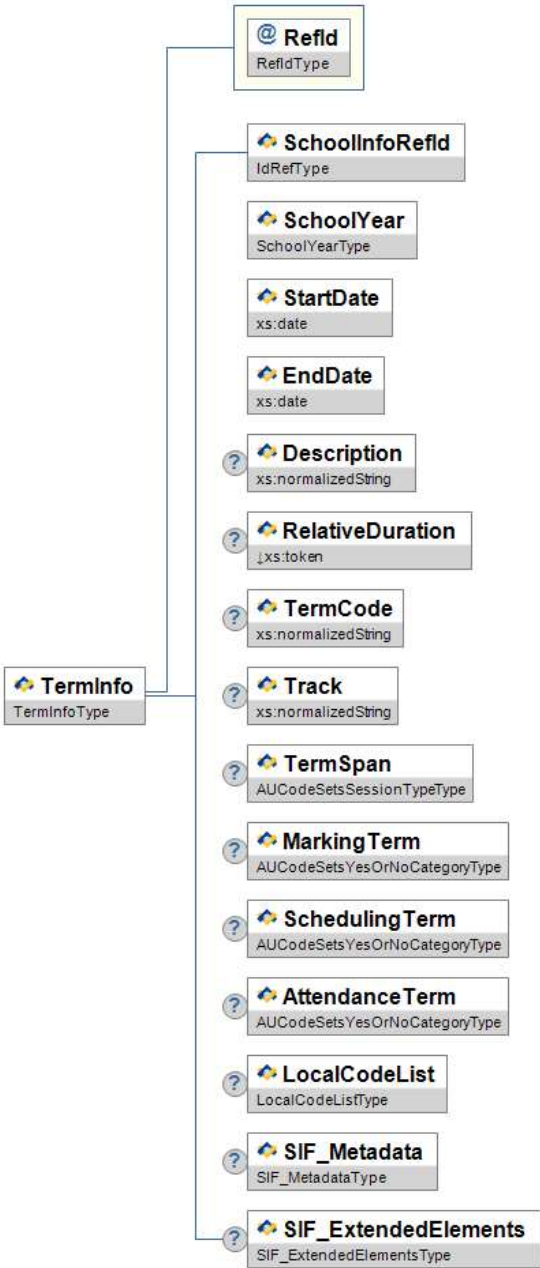 @ RefId
RefIdType
SchoolInfoRefId
IdRefType
SchoolYear
SchoolYearType
StartDate
xs:date
EndDate
xs:date
? Description
xs:normalizedString
? RelativeDuration
↓xs:token
? TermCode
xs:normalizedString
TermInfo
TermInfoType
? Track
xs:normalizedString
? TermSpan
AUCodeSetsSessionTypeType
? MarkingTerm
AUCodeSetsYesOrNoCategoryType
? SchedulingTerm
AUCodeSetsYesOrNoCategoryType
? AttendanceTerm
AUCodeSetsYesOrNoCategoryType
? LocalCodeList
LocalCodeListType
? SIF_Metadata
SIF_MetadataType
? SIF_ExtendedElements
SIF_ExtendedElementsType